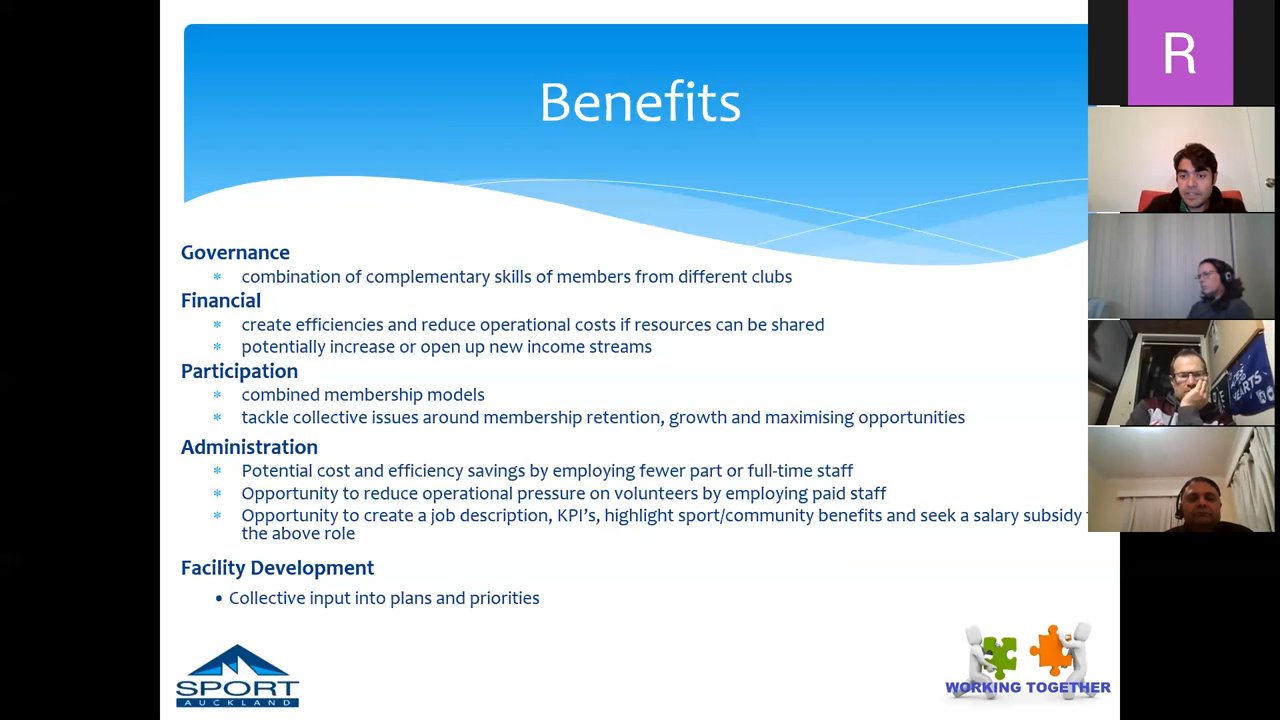 Benefits
R
Governance
combination of complementary skills of members from different clubs
Financial
create efficiencies and reduce operational costs if resources can be shared
potentially increase or open up new income streams
Participation
combined membership models
tackle collective issues around membership retention, growth and maximising opportunities
Administration
Potential cost and efficiency savings by employing fewer part or full-time staff
Opportunity to reduce operational pressure on volunteers by employing paid staff
Opportunity to create a job description, KPI's, highlight sport/community benefits and seek a salary subsidy
the above role
Facility Development
• Collective input into plans and priorities
SPORT
AUCKLAND
WORKING TOGETHER
HEARTS